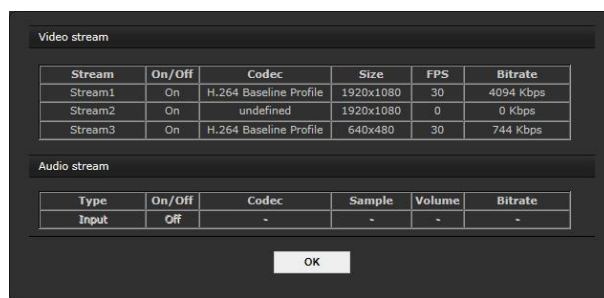 Video stream
Stream On/Off Codec Size FPS Bitrate
Stream1 On H.264 Baseline Profile 1920x1080 30 4094 Kbps
Stream2 On undefined 1920x1080 0 0 Kbps
Stream3 On H.264 Baseline Profile 640x480 30 744 Kbps
Audio stream
Type On/Off Codec Sample Volume Bitrate
Input Off - - - -
OK